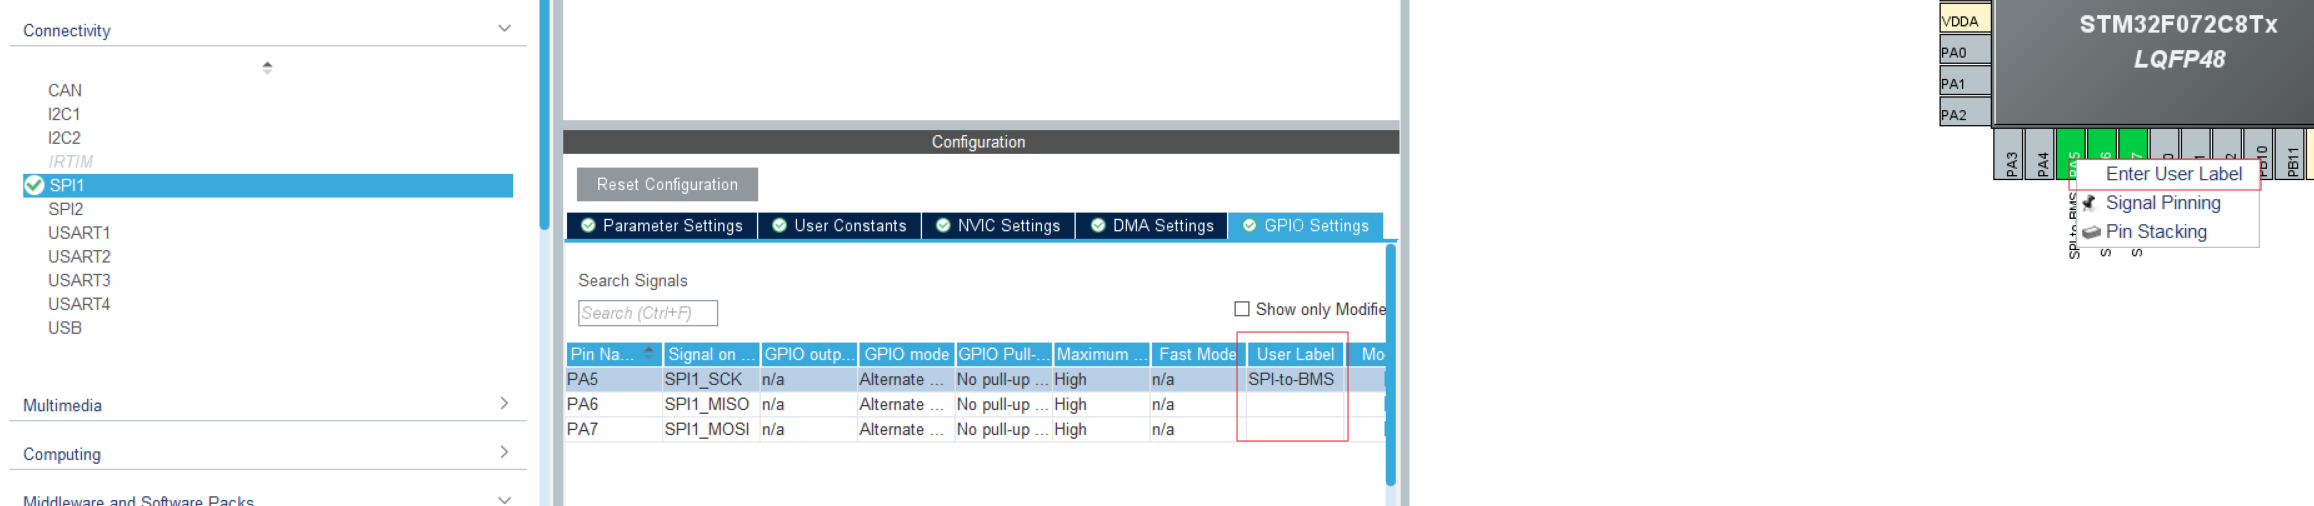 Connectivity
CAN
I2C1
I2C2
IRTIM
SPI1
SPI2
USART1
USART2
USART3
USART4
USB
Multimedia
Computing
Middleware and Software Packs
Configuration
Reset Configuration
Parameter Settings User Constants NVIC Settings DMA Settings GPIO Settings
Search Signals
Search (Ctrl+F)
Show only Modifie
Pin Na... Signal on ... GPIO outp... GPIO mode GPIO Pull-... Maximum ... Fast Mode User Label Mo
PA5 SPI1_SCK n/a Alternate ... No pull-up ... High n/a SPI-to-BMS
PA6 SPI1_MISO n/a Alternate ... No pull-up ... High n/a
PA7 SPI1_MOSI n/a Alternate ... No pull-up ... High n/a
VDDA
PA0
PA1
PA2
STM32F072C8Tx
LQFP48
PA3
PA4
PA5
PB10
PB11
SPI-to-BMS
Enter User Label
Signal Pinning
Pin Stacking